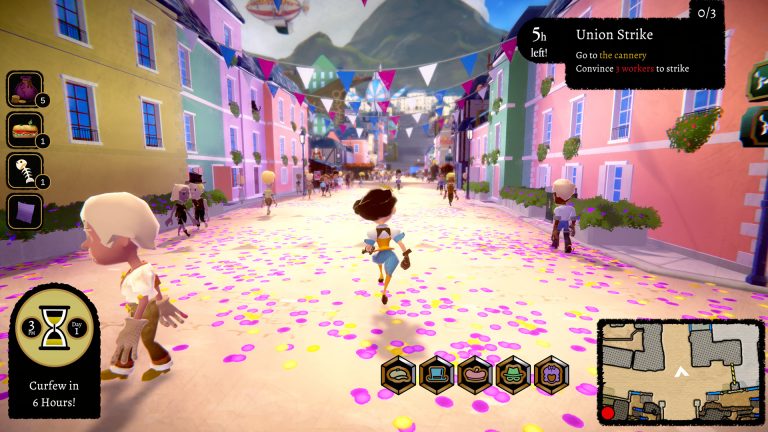 0/3
5h
left!
Union Strike
Go to the cannery
Convince 3 workers to strike
5
1
1
3
PM
Day
1
Curfew in
6 Hours!